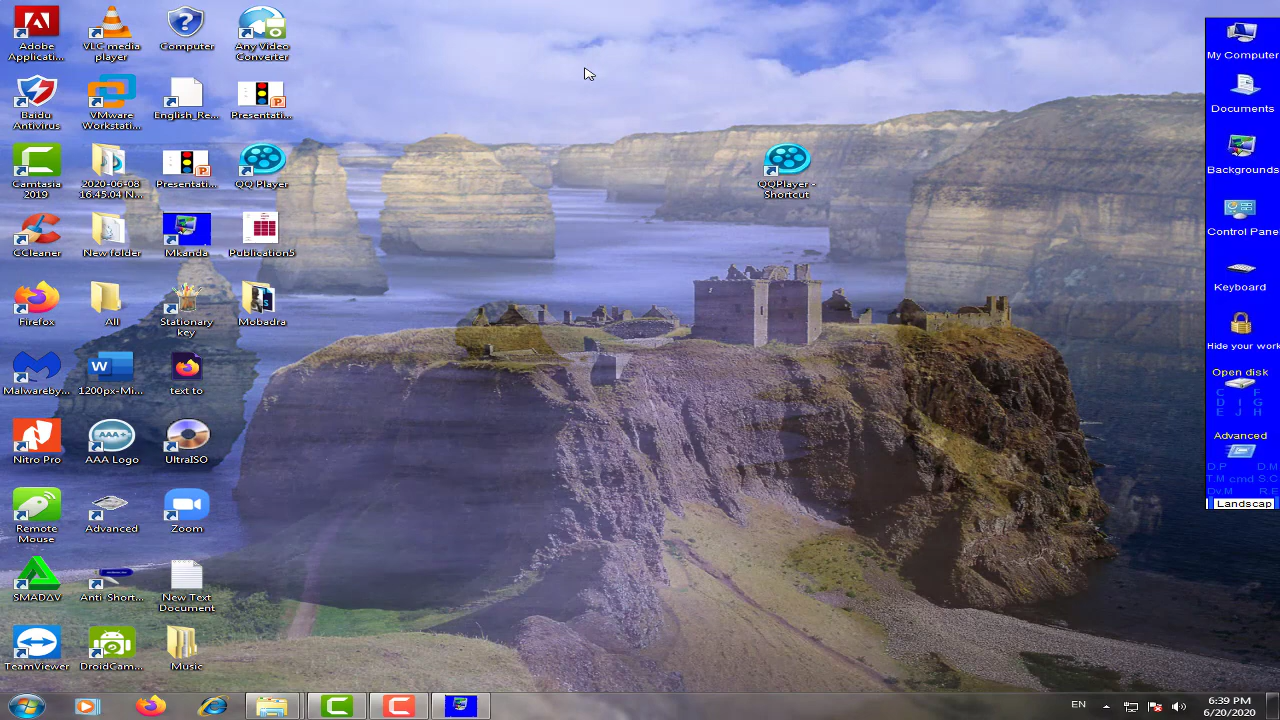 Adobe
Applicati...
VLC media
player
Computer
Any Video
Converter
Baidu
Antivirus
VMware
Workstati...
English_Re...
Presentati...
Camtasia
2019
2020-06-08
16.45.04 N...
Presentati...
QQ Player
QQPlayer -
Shortcut
CCleaner
New folder
Mkanda
Publication5
Firefox
All
Stationary
key
Mobadra
Malwareby...
1200px-Mi...
text to
Nitro Pro
AAA Logo
UltraISO
Remote
Mouse
Advanced
Zoom
SMADAV
Anti-Short...
New Text
Document
TeamViewer
DroidCam...
Music
My Computer
Documents
Backgrounds
Control Pane
Keyboard
Hide your work
Open disk
C F
D I G
E J H
Advanced
D.P D.M
T.M cmd S.C
Dv.M R.E
Landscap
EN
6:39 PM
6/20/2020